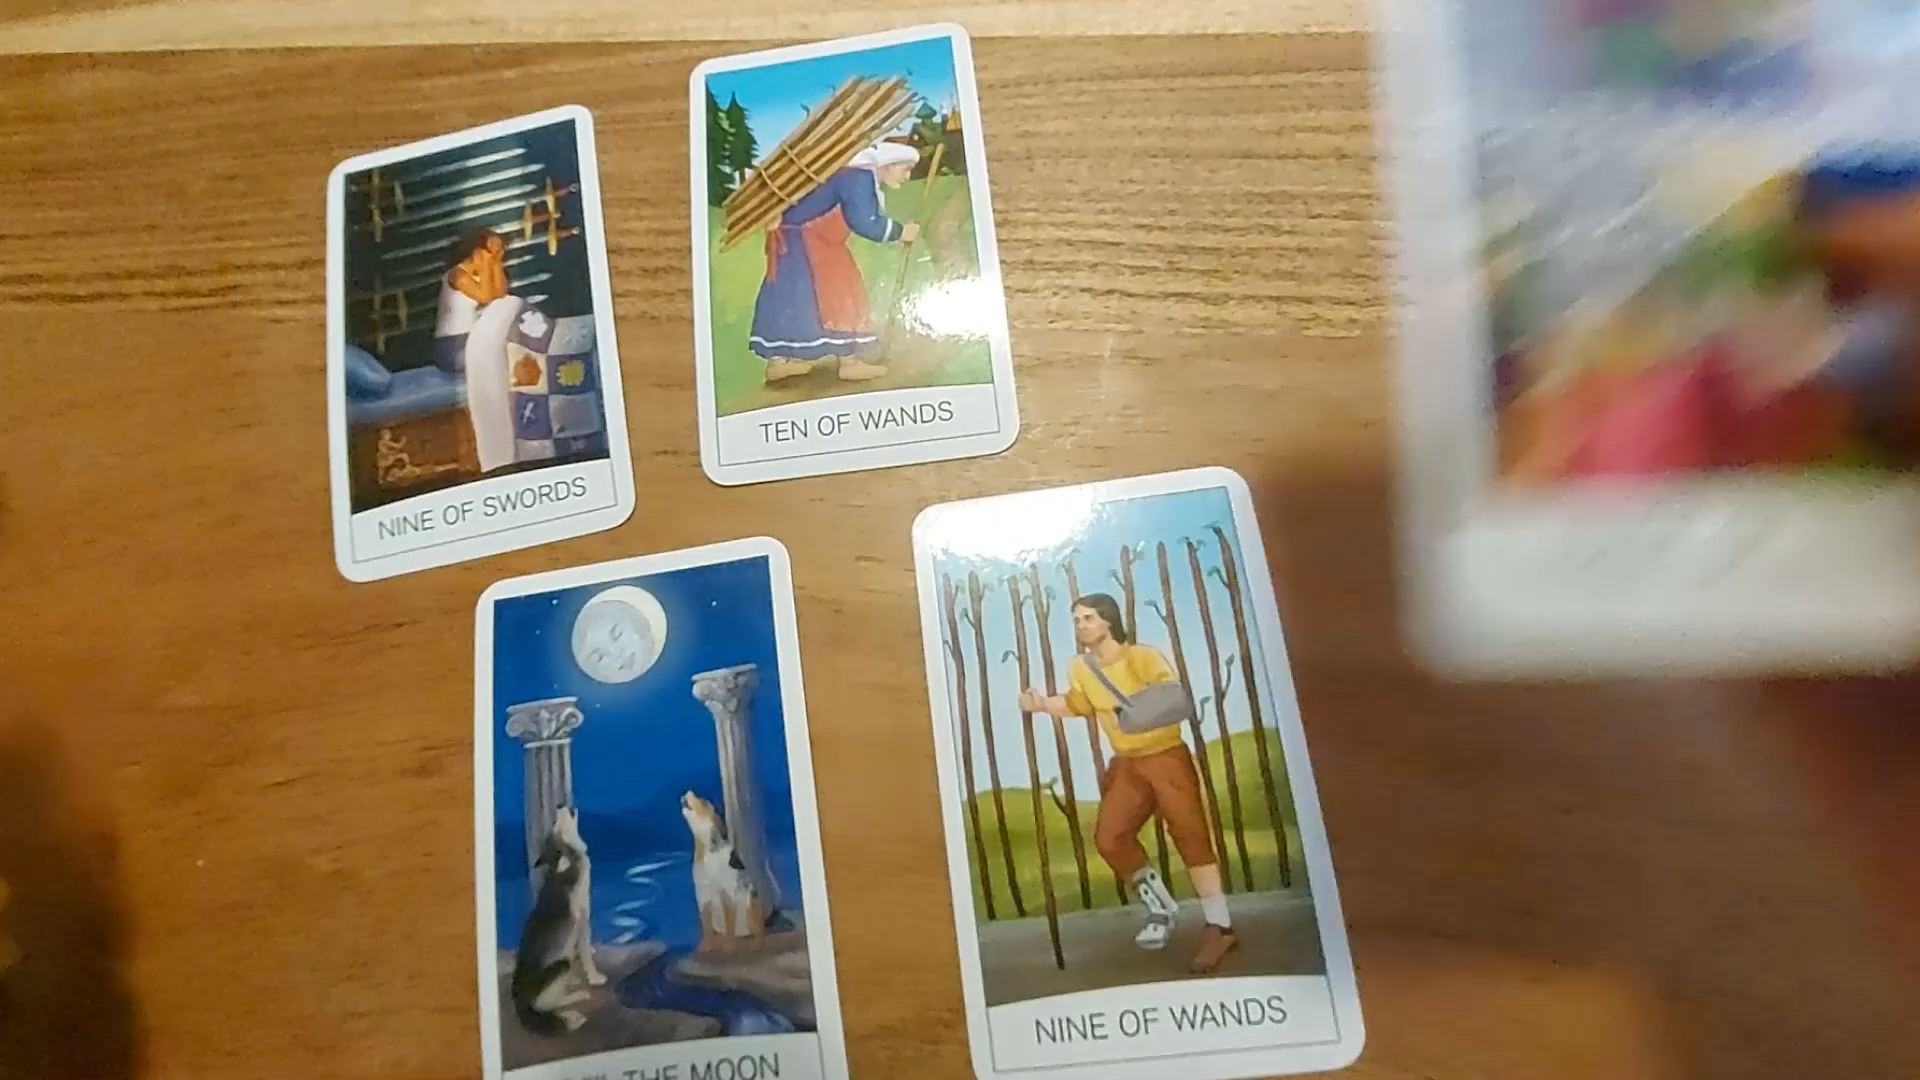 NINE OF SWORDS
TEN OF WANDS
THE MOON
NINE OF WANDS